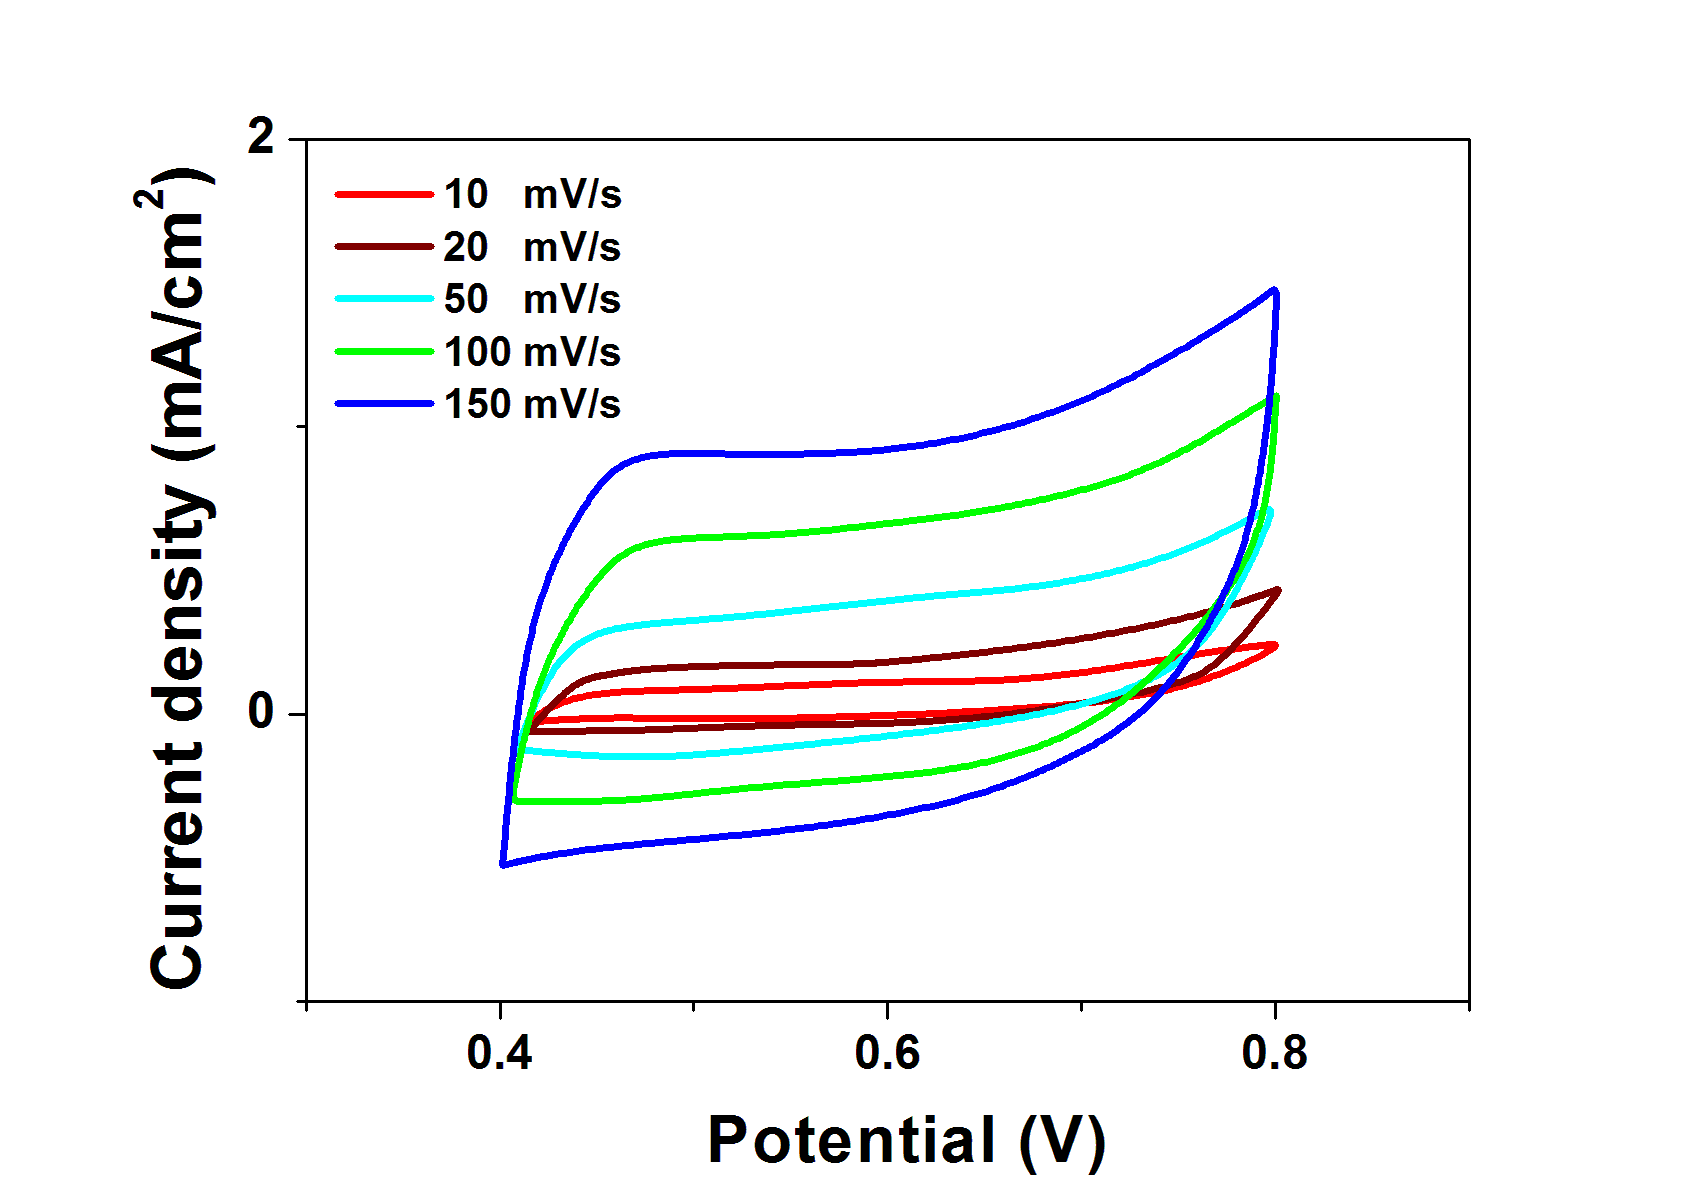 2
10 mV/s
20 mV/s
50 mV/s
100 mV/s
150 mV/s
0
Current density (mA/cm²)
0.4 0.6 0.8
Potential (V)